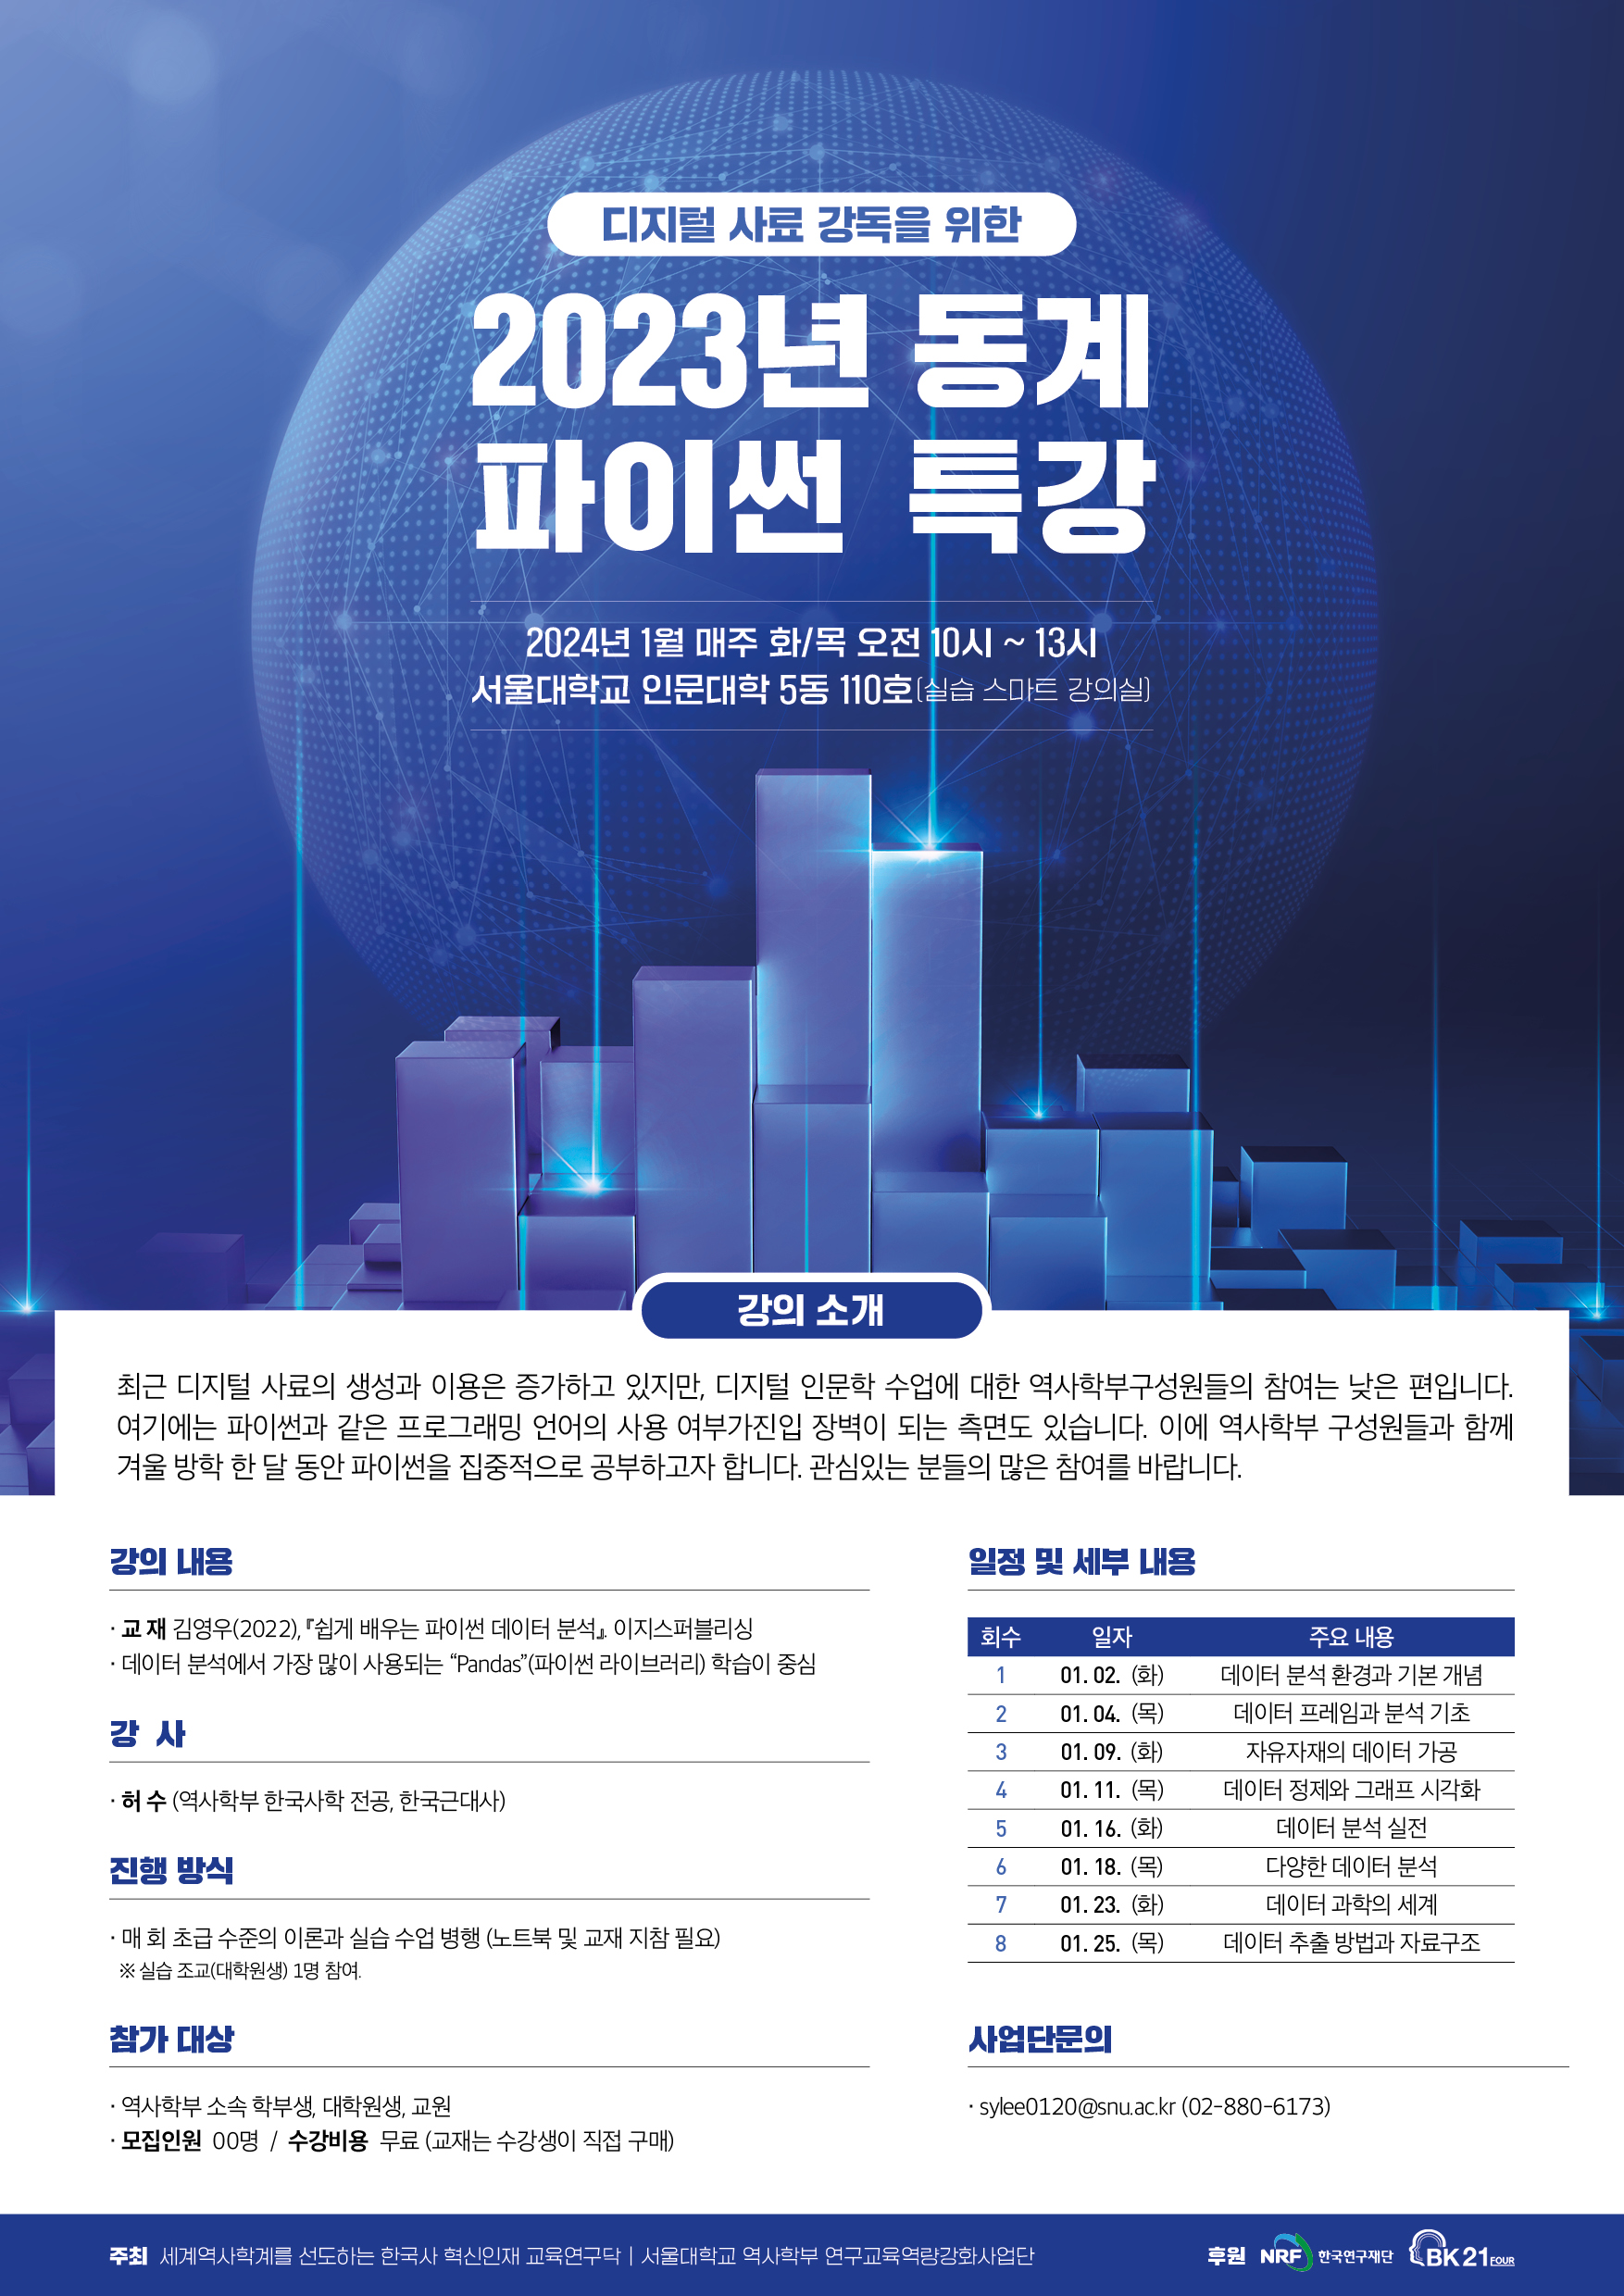 디지털 사료 강독을 위한
2023년 동계
파이썬 특강
2024년 1월 매주 화/목 오전 10시 ~ 13시
서울대학교 인문대학 5동 110호(실습 스마트 강의실)
강의 소개
최근 디지털 사료의 생성과 이용은 증가하고 있지만, 디지털 인문학 수업에 대한 역사학부구성원들의 참여는 낮은 편입니다.
여기에는 파이썬과 같은 프로그래밍 언어의 사용 여부가진입 장벽이 되는 측면도 있습니다. 이에 역사학부 구성원들과 함께
겨울 방학 한 달 동안 파이썬을 집중적으로 공부하고자 합니다. 관심있는 분들의 많은 참여를 바랍니다.
강의 내용
· 교 재 김영우(2022), 『쉽게 배우는 파이썬 데이터 분석』. 이지스퍼블리싱
· 데이터 분석에서 가장 많이 사용되는 “Pandas”(파이썬 라이브러리) 학습이 중심
강 사
· 허 수 (역사학부 한국사학 전공, 한국근대사)
진행 방식
· 매 회 초급 수준의 이론과 실습 수업 병행 (노트북 및 교재 지참 필요)
※ 실습 조교(대학원생) 1명 참여.
참가 대상
· 역사학부 소속 학부생, 대학원생, 교원
· 모집인원 00명 / 수강비용 무료 (교재는 수강생이 직접 구매)
일정 및 세부 내용
회수 일자 주요 내용
1 01. 02. (화) 데이터 분석 환경과 기본 개념
2 01. 04. (목) 데이터 프레임과 분석 기초
3 01. 09. (화) 자유자재의 데이터 가공
4 01. 11. (목) 데이터 정제와 그래프 시각화
5 01. 16. (화) 데이터 분석 실전
6 01. 18. (목) 다양한 데이터 분석
7 01. 23. (화) 데이터 과학의 세계
8 01. 25. (목) 데이터 추출 방법과 자료구조
사업단문의
· sylee0120@snu.ac.kr (02-880-6173)
주최 세계역사학계를 선도하는 한국사 혁신인재 교육연구단 | 서울대학교 역사학부 연구교육역량강화사업단
후원 NRF 한국연구재단 BK21 FOUR